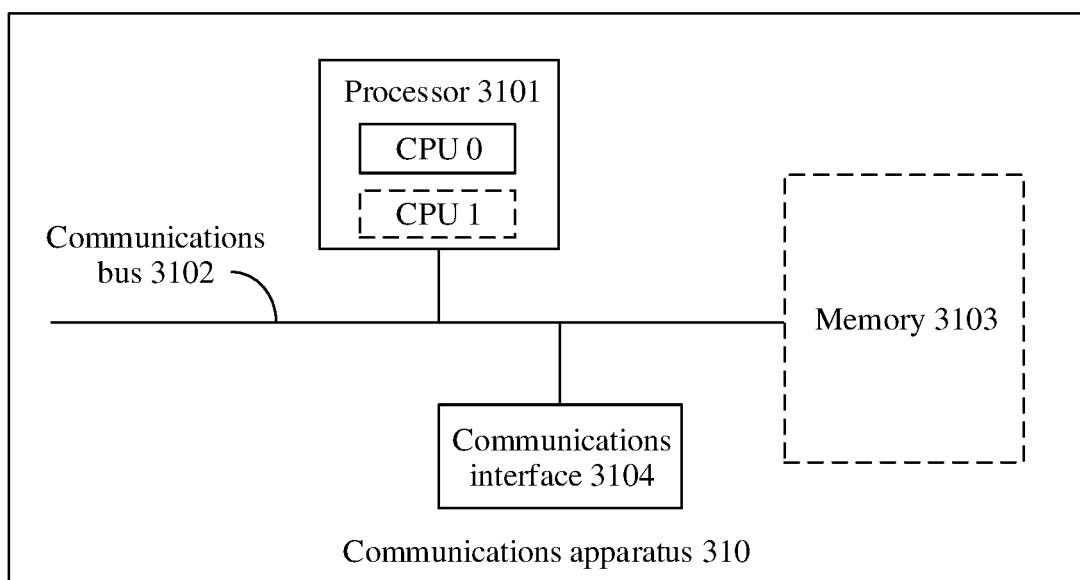 Processor 3101
CPU 0
CPU 1
Communications
bus 3102
Memory 3103
Communications
interface 3104
Communications apparatus 310